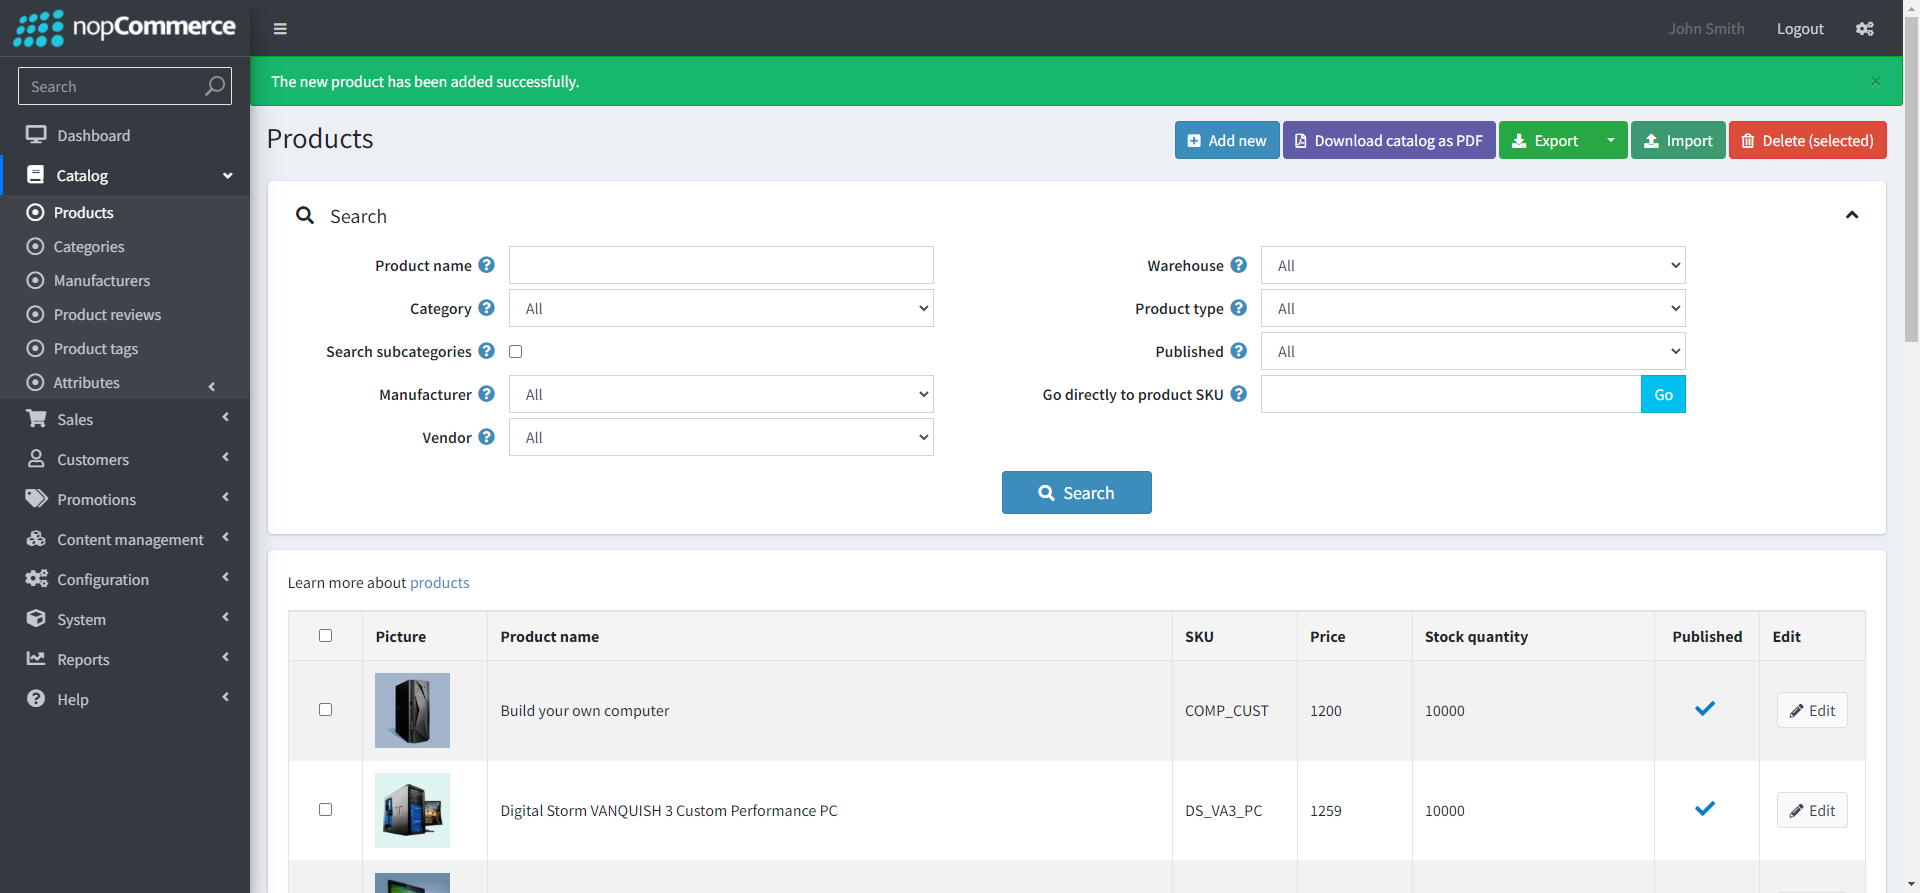 nopCommerce
John Smith
Logout
Search
The new product has been added successfully.
×
Dashboard
Catalog
Products
Categories
Manufacturers
Product reviews
Product tags
Attributes
Sales
Customers
Promotions
Content management
Configuration
System
Reports
Help
Products
Add new
Download catalog as PDF
Export
Import
Delete (selected)
Search
Product name ?
Category ? All
Search subcategories ?
Manufacturer ? All
Vendor ? All
Warehouse ? All
Product type ? All
Published ? All
Go directly to product SKU ? Go
Search
Learn more about products
Picture Product name SKU Price Stock quantity Published Edit
Build your own computer COMP_CUST 1200 10000 Edit
Digital Storm VANQUISH 3 Custom Performance PC DS_VA3_PC 1259 10000 Edit